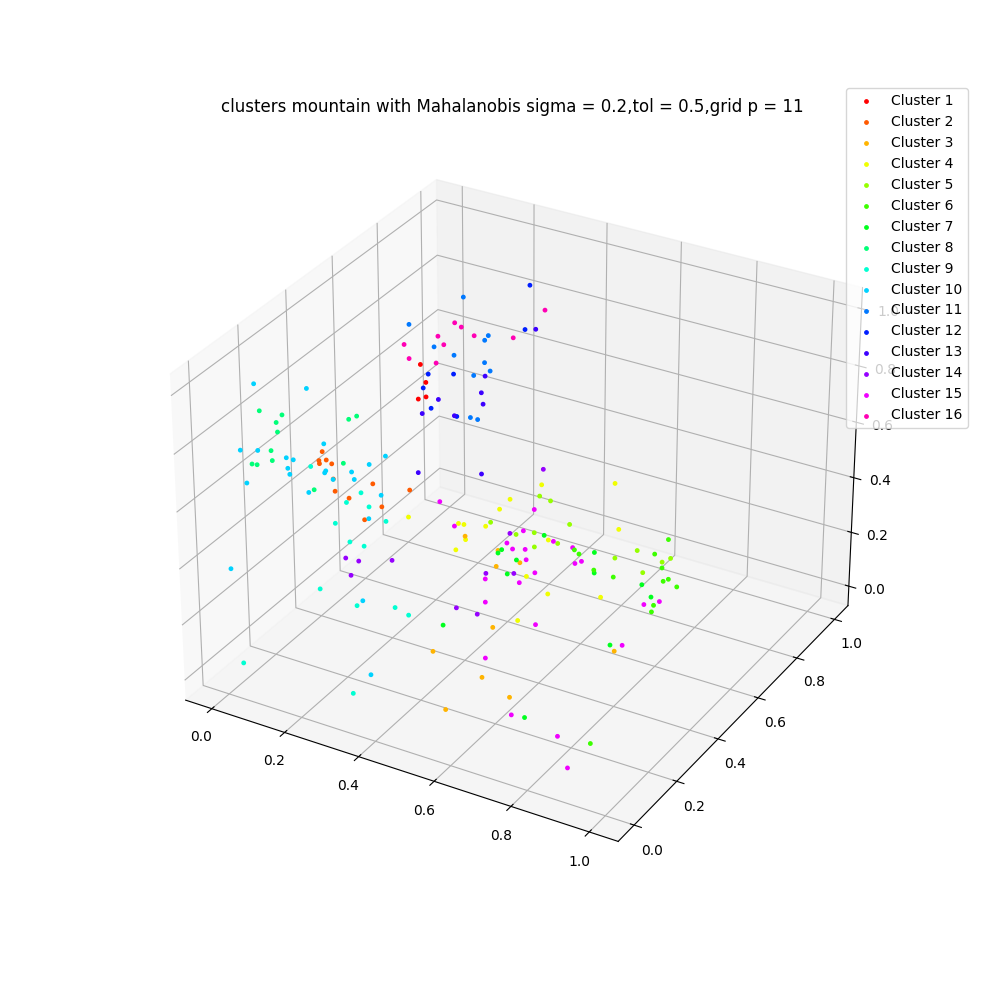 clusters mountain with Mahalanobis sigma = 0.2,tol = 0.5,grid p = 11
Cluster 1
Cluster 2
Cluster 3
Cluster 4
Cluster 5
Cluster 6
Cluster 7
Cluster 8
Cluster 9
Cluster 10
Cluster 11
Cluster 12
Cluster 13
Cluster 14
Cluster 15
Cluster 16
1.0
0.8
0.6
0.4
0.2
0.0
0.0
0.2
0.4
0.6
0.8
1.0
0.0
0.2
0.4
0.6
0.8
1.0